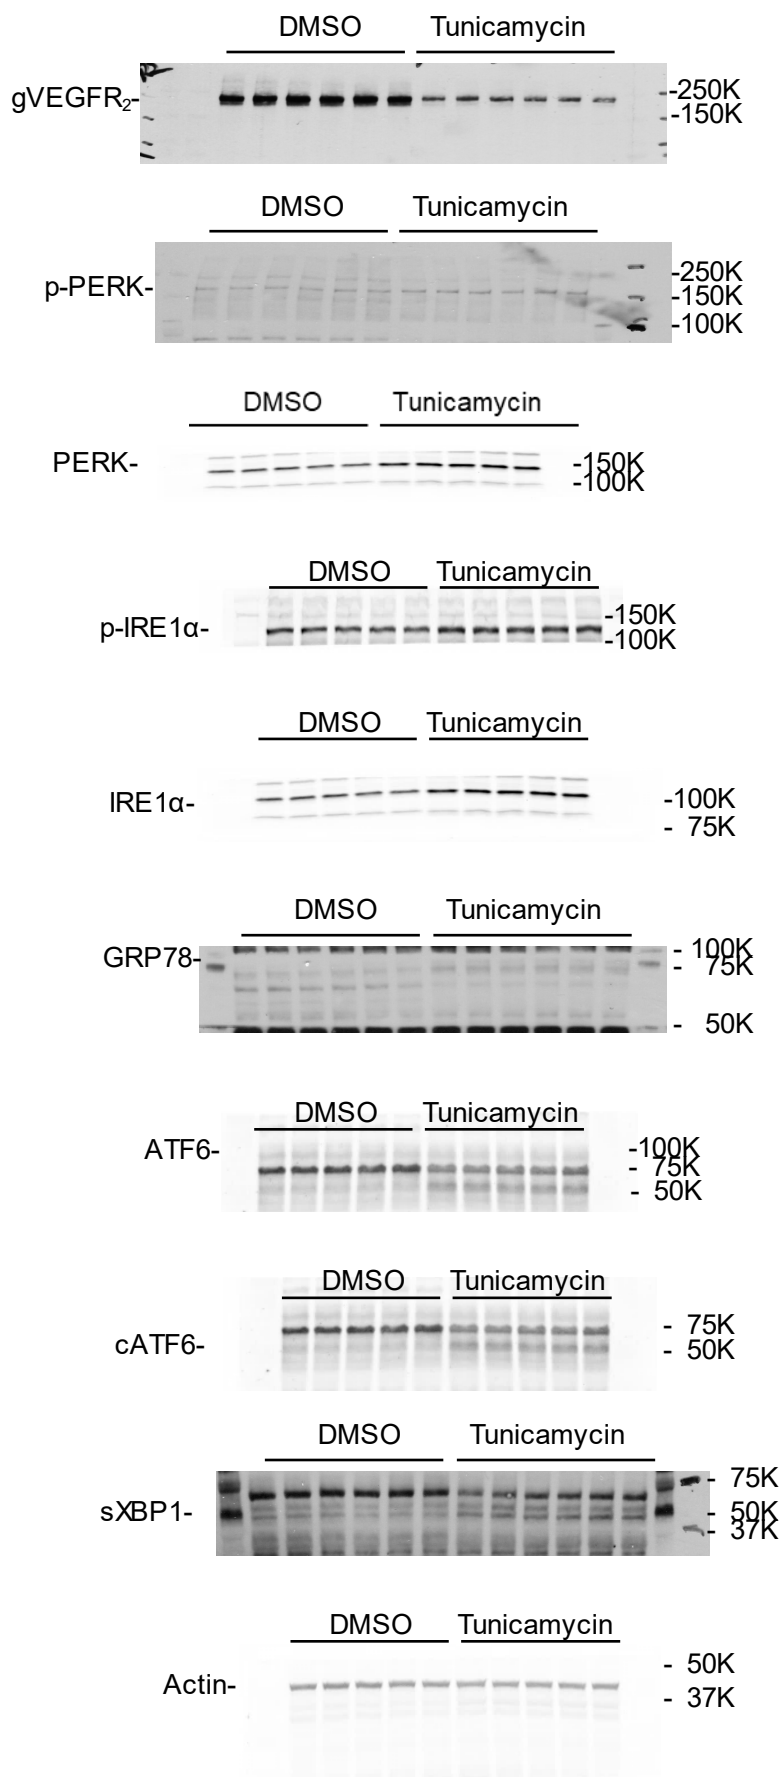 DMSO Tunicamycin
gVEGFR₂- -250K
-150K
DMSO Tunicamycin
p-PERK- -250K
-150K
-100K
DMSO Tunicamycin
PERK- -150K
-100K
DMSO Tunicamycin
p-IRE1α- -150K
-100K
DMSO Tunicamycin
IRE1α- -100K
- 75K
DMSO Tunicamycin
GRP78- - 100K
- 75K
- 50K
DMSO Tunicamycin
ATF6- -100K
- 75K
- 50K
DMSO Tunicamycin
cATF6- - 75K
- 50K
DMSO Tunicamycin
sXBP1- - 75K
- 50K
- 37K
DMSO Tunicamycin
Actin- - 50K
- 37K